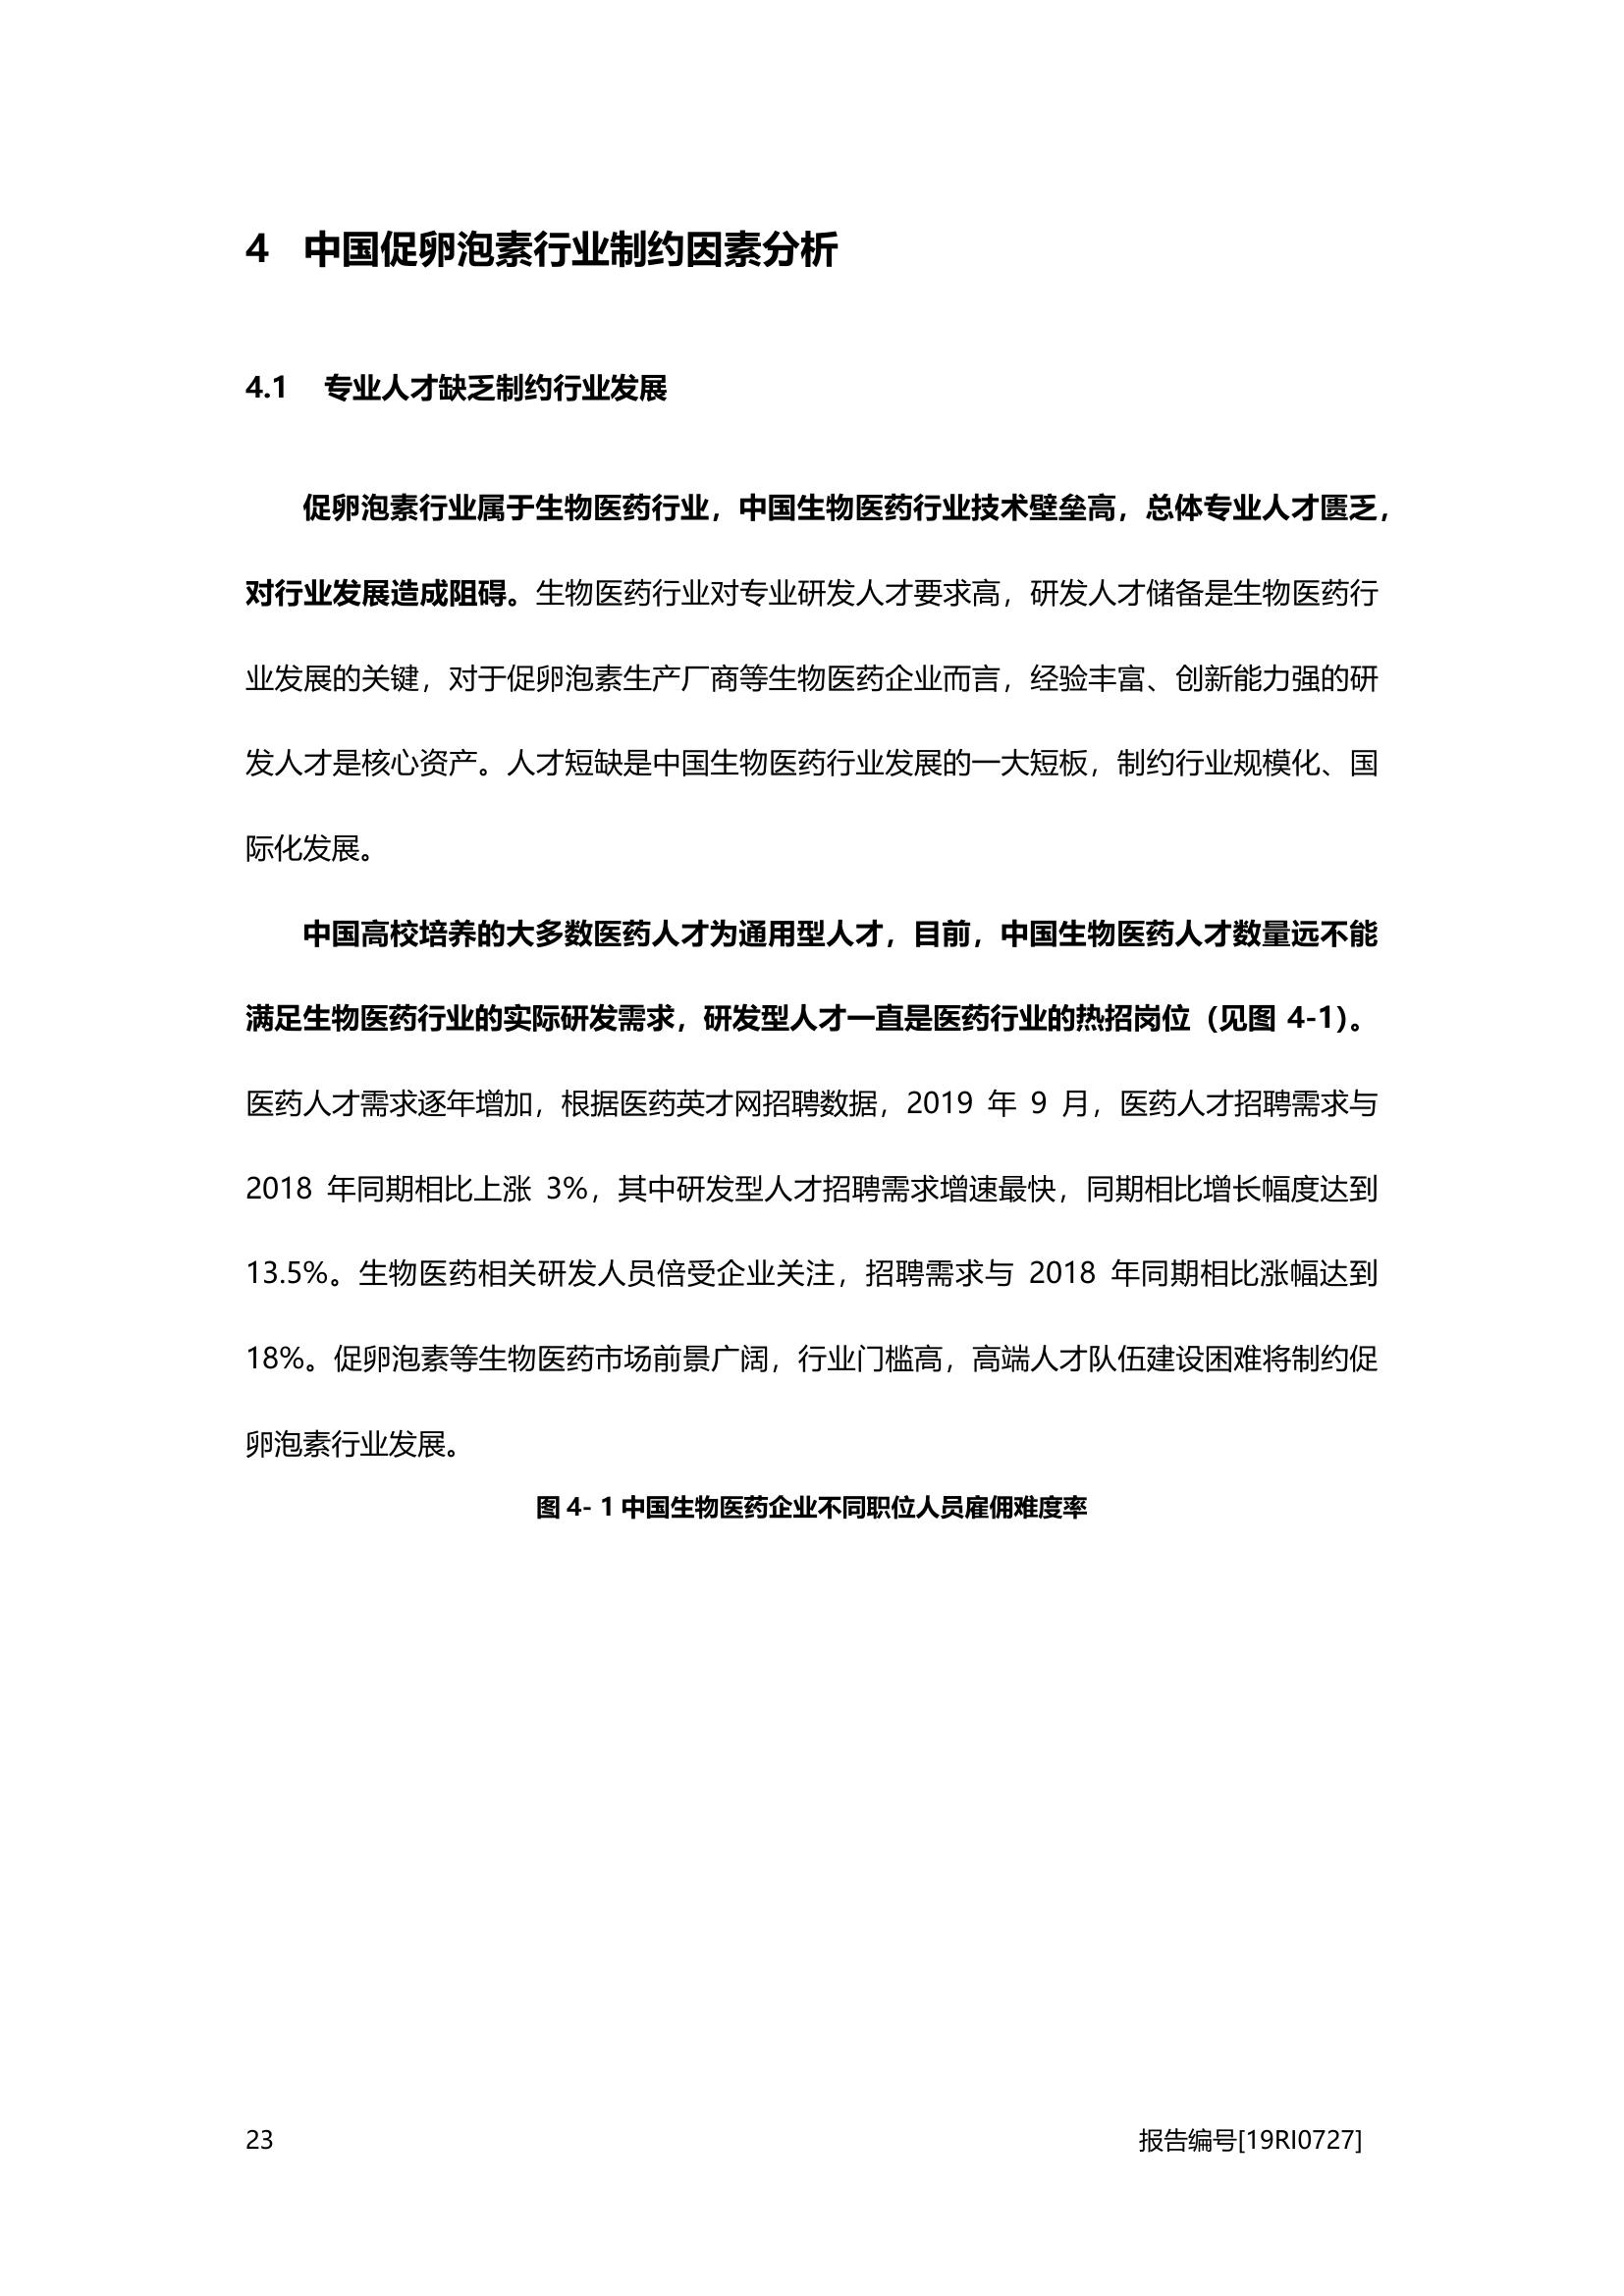 4 中国促卵泡素行业制约因素分析
4.1 专业人才缺乏制约行业发展
促卵泡素行业属于生物医药行业，中国生物医药行业技术壁垒高，总体专业人才匮乏，
对行业发展造成阻碍。生物医药行业对专业研发人才要求高，研发人才储备是生物医药行
业发展的关键，对于促卵泡素生产厂商等生物医药企业而言，经验丰富、创新能力强的研
发人才是核心资产。人才短缺是中国生物医药行业发展的一大短板，制约行业规模化、国
际化发展。
中国高校培养的大多数医药人才为通用型人才，目前，中国生物医药人才数量远不能
满足生物医药行业的实际研发需求，研发型人才一直是医药行业的热招岗位（见图 4-1）。
医药人才需求逐年增加，根据医药英才网招聘数据，2019 年 9 月，医药人才招聘需求与
2018 年同期相比上涨 3%，其中研发型人才招聘需求增速最快，同期相比增长幅度达到
13.5%。生物医药相关研发人员倍受企业关注，招聘需求与 2018 年同期相比涨幅达到
18%。促卵泡素等生物医药市场前景广阔，行业门槛高，高端人才队伍建设困难将制约促
卵泡素行业发展。
图 4- 1 中国生物医药企业不同职位人员雇佣难度率
23 报告编号[19RI0727]